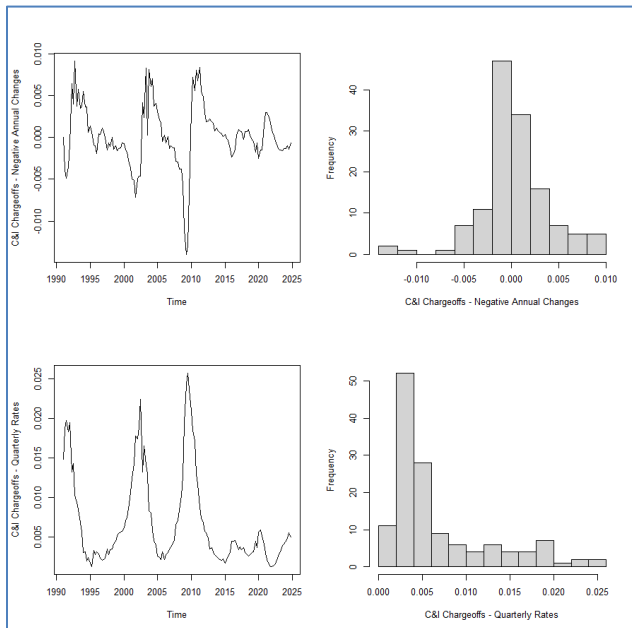 C&I Chargeoffs - Negative Annual Changes
0.010
0.005
0.000
-0.005
-0.010
1990 1995 2000 2005 2010 2015 2020 2025
Time
Frequency
40
30
20
10
0
-0.010 -0.005 0.000 0.005 0.010
C&I Chargeoffs - Negative Annual Changes
C&I Chargeoffs - Quarterly Rates
0.025
0.020
0.015
0.010
0.005
1990 1995 2000 2005 2010 2015 2020 2025
Time
Frequency
50
40
30
20
10
0
0.000 0.005 0.010 0.015 0.020 0.025
C&I Chargeoffs - Quarterly Rates